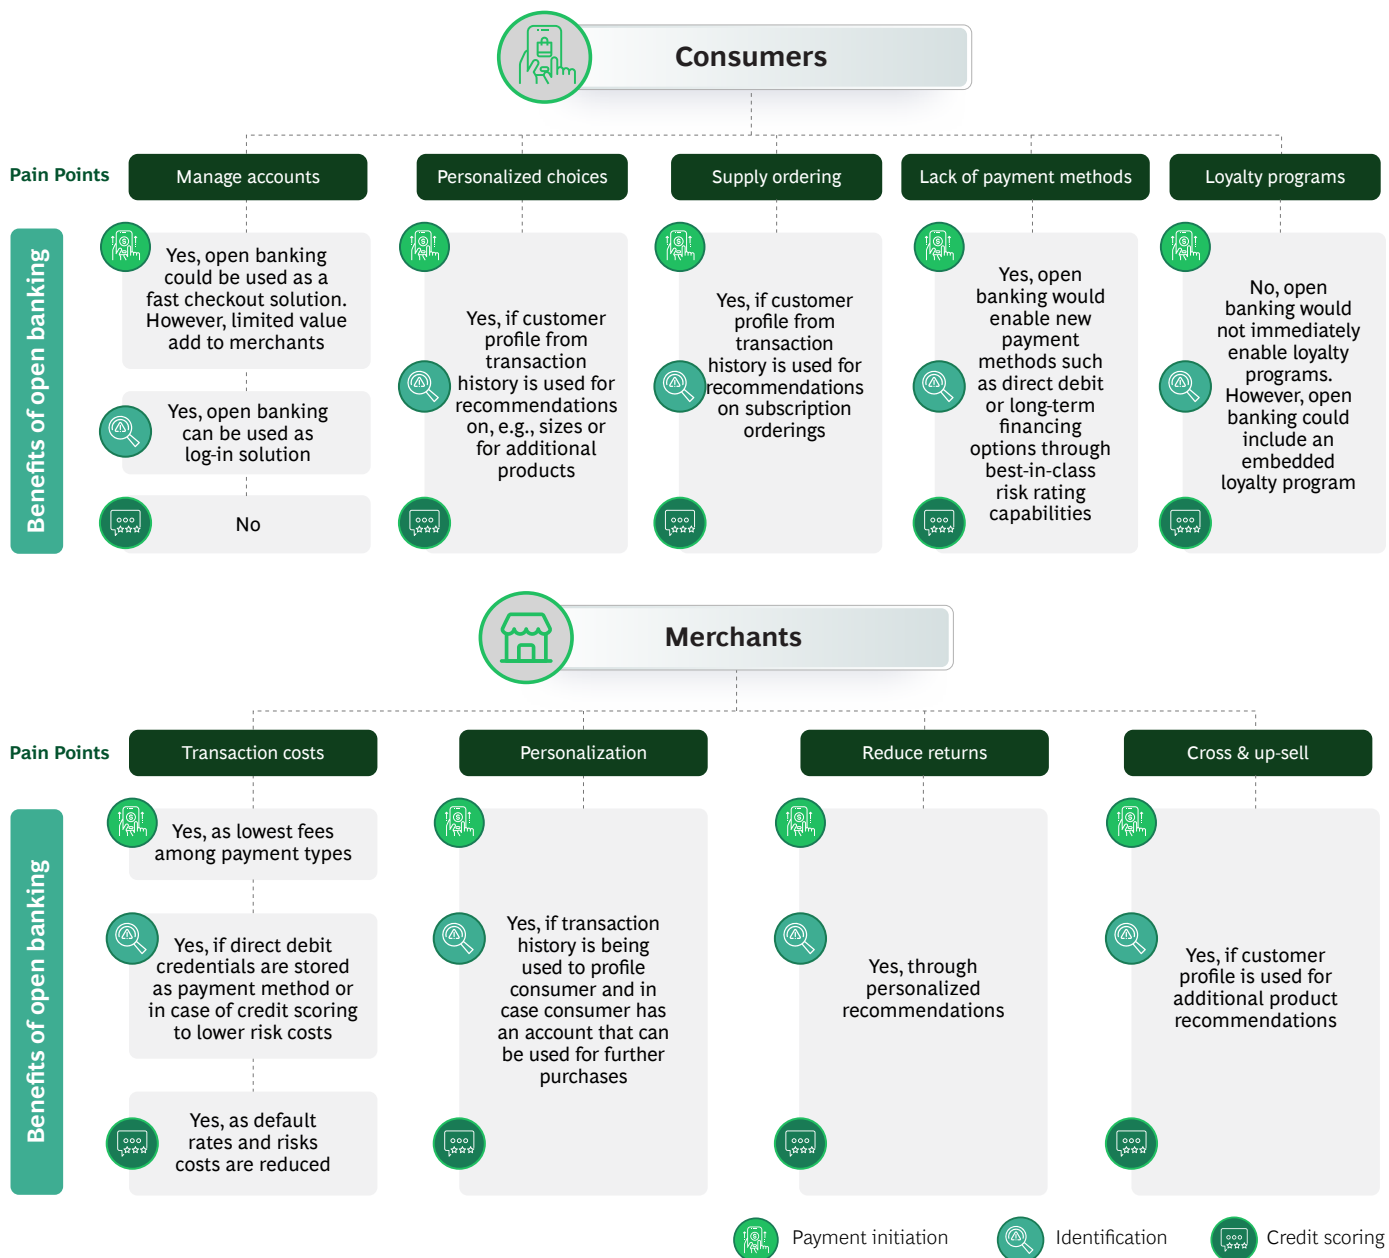 Consumers
Pain Points
Manage accounts
Personalized choices
Supply ordering
Lack of payment methods
Loyalty programs
Benefits of open banking
Yes, open banking
could be used as a
fast checkout solution.
However, limited value
add to merchants
Yes, open banking
can be used as
log-in solution
No
Yes, if customer
profile from
transaction
history is used for
recommendations
on, e.g., sizes or
for additional
products
Yes, if customer
profile from
transaction
history is used for
recommendations
on subscription
orderings
Yes, open
banking would
enable new
payment
methods such
as direct debit
or long-term
financing
options through
best-in-class
risk rating
capabilities
No, open
banking would
not immediately
enable loyalty
programs.
However, open
banking could
include an
embedded
loyalty program
Merchants
Pain Points
Transaction costs
Personalization
Reduce returns
Cross & up-sell
Benefits of open banking
Yes, as lowest fees
among payment types
Yes, if direct debit
credentials are stored
as payment method or
in case of credit scoring
to lower risk costs
Yes, as default
rates and risks
costs are reduced
Yes, if transaction
history is being
used to profile
consumer and in
case consumer has
an account that can
be used for further
purchases
Yes, through
personalized
recommendations
Yes, if customer
profile is used for
additional product
recommendations
Payment initiation
Identification
Credit scoring